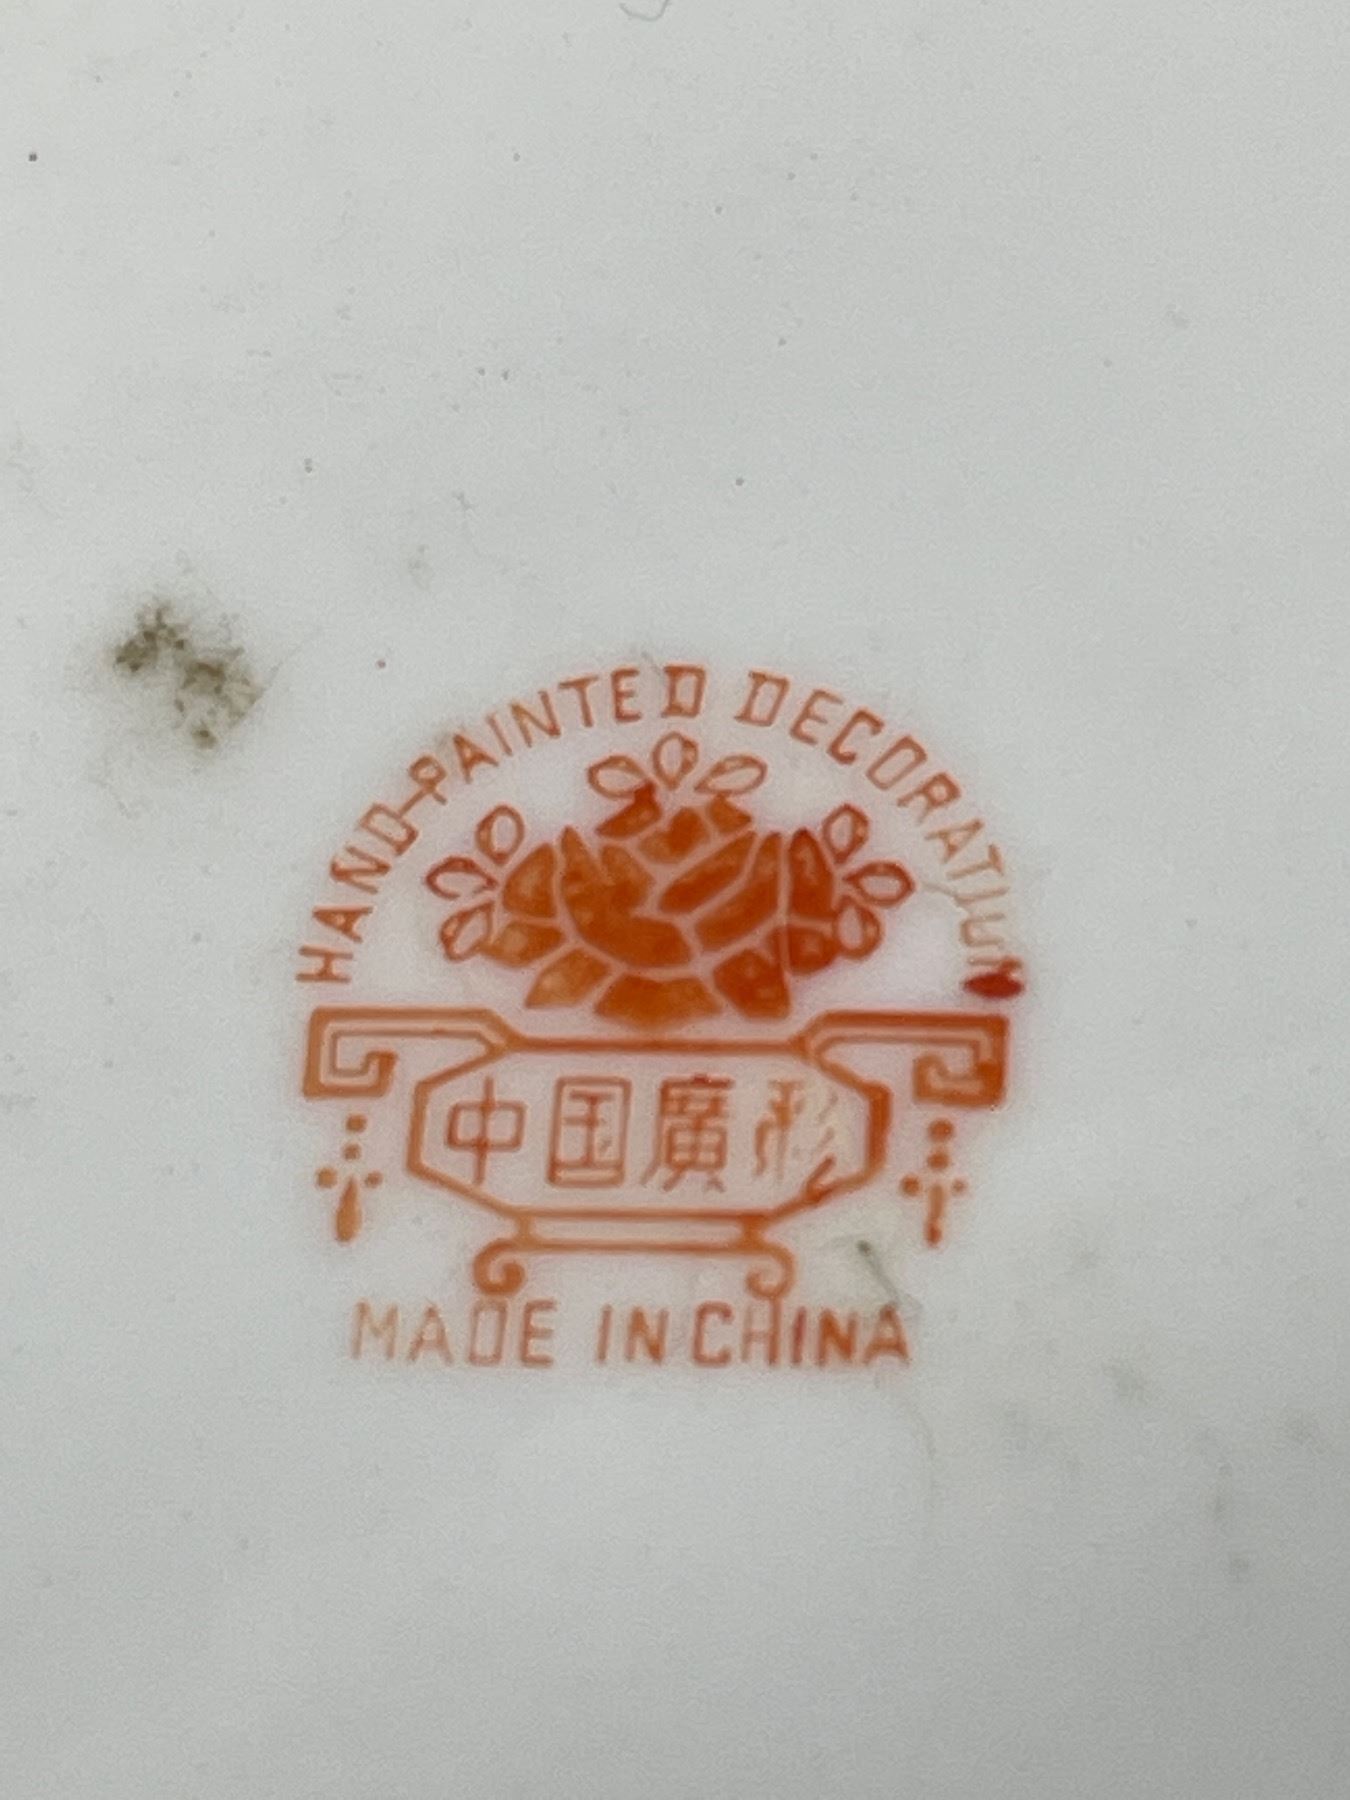 HAND-PAINTED DECORATION
中国廣彩
MADE IN CHINA